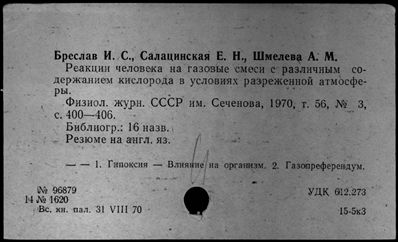 Бреслав И. С., Салацинская Е. Н., Шмелева А. М.
Реакции человека на газовые смеси с различным со-
держанием кислорода в условиях разреженной атмосфе-
ры.
Физиол. журн. СССР им. Сеченова, 1970, т. 56, № 3,
с. 400—406.
Библиогр.: 16 назв.
Резюме на англ. яз.
— — 1. Гипоксия — Влияние на организм. 2. Газопреферендум.
№ 96879
УДК 612.273
14 № 1620
Вс. кн. пал. 31 VIII 70
15-5к3